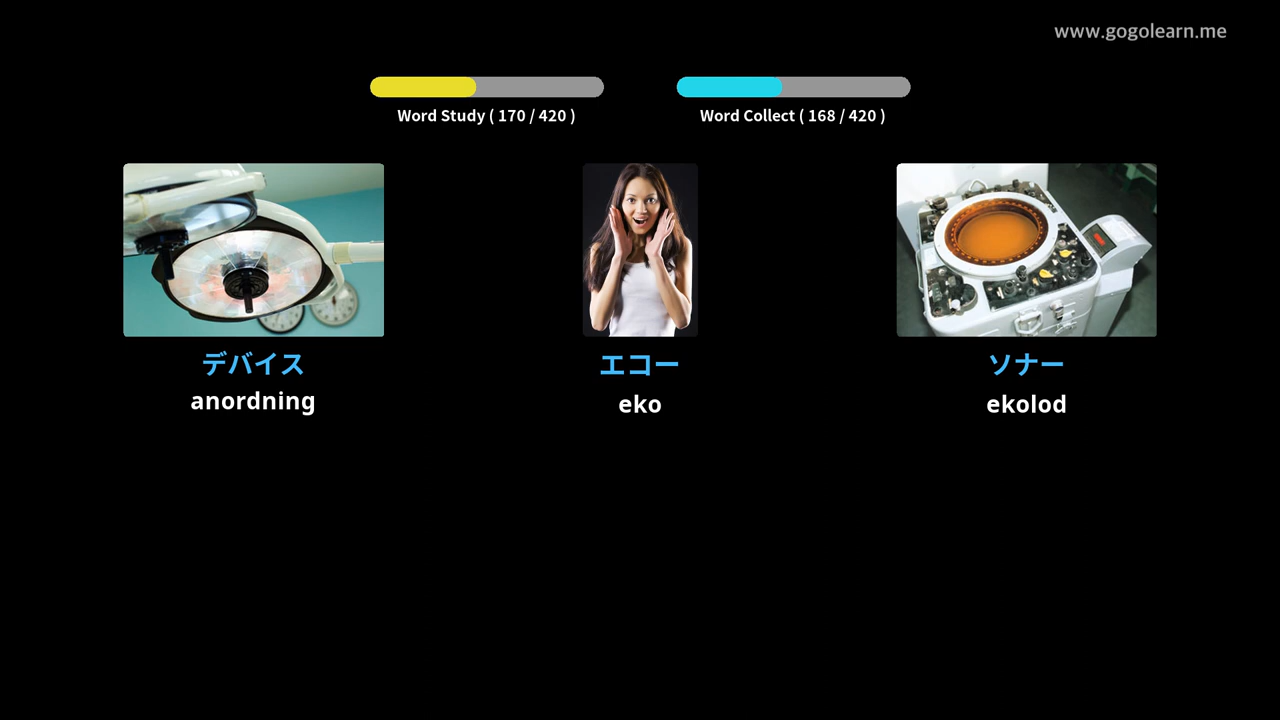 www.gogolearn.me
Word Study ( 170 / 420 )
Word Collect ( 168 / 420 )
デバイス
anordning
エコー
eko
ソナー
ekolod